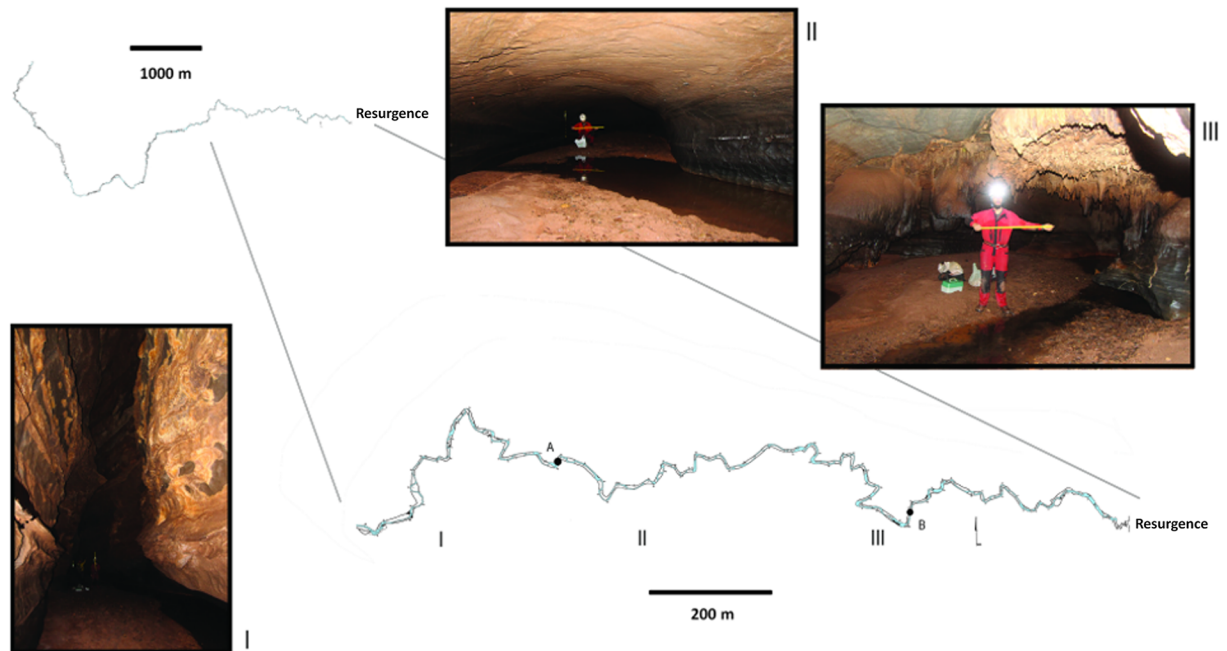 II
1000 m
Resurgence
III
A
B
Resurgence
I
II
III
200 m
I